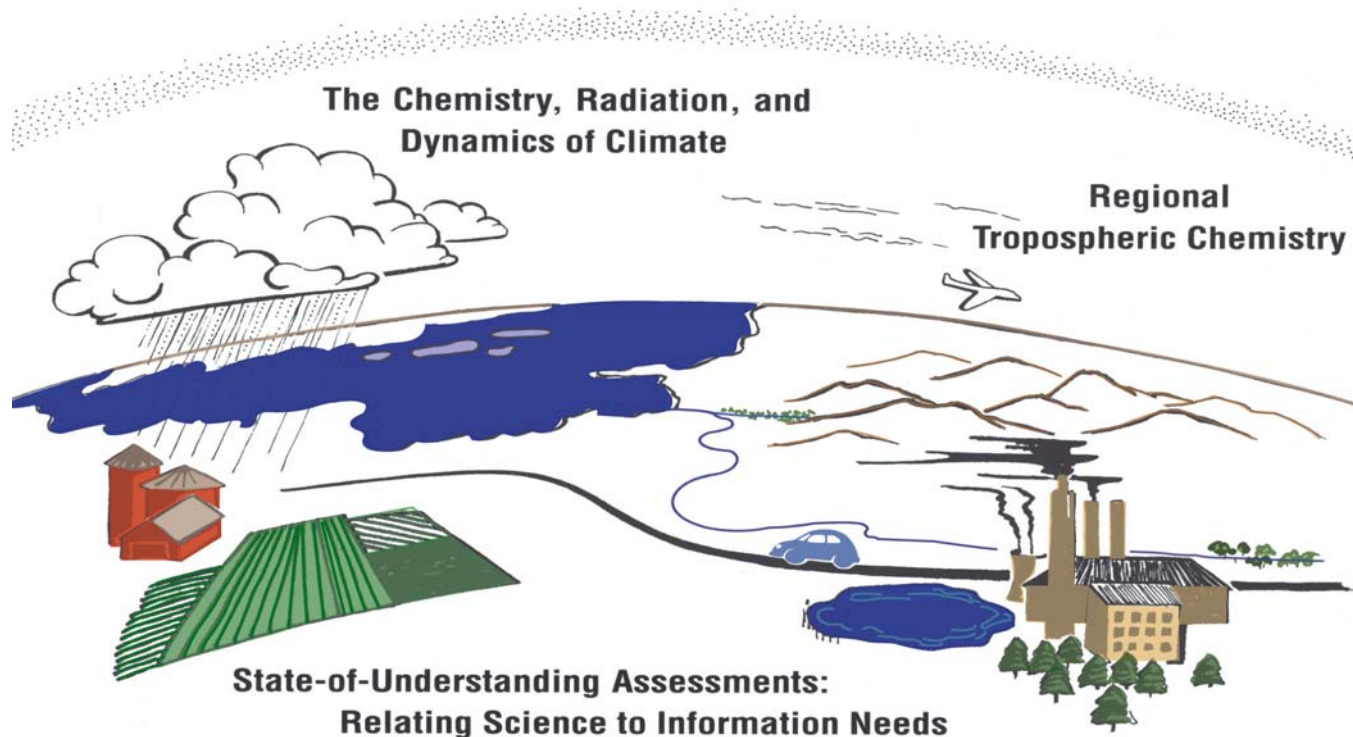 The Chemistry, Radiation, and
Dynamics of Climate
Regional
Tropospheric Chemistry
State-of-Understanding Assessments:
Relating Science to Information Needs